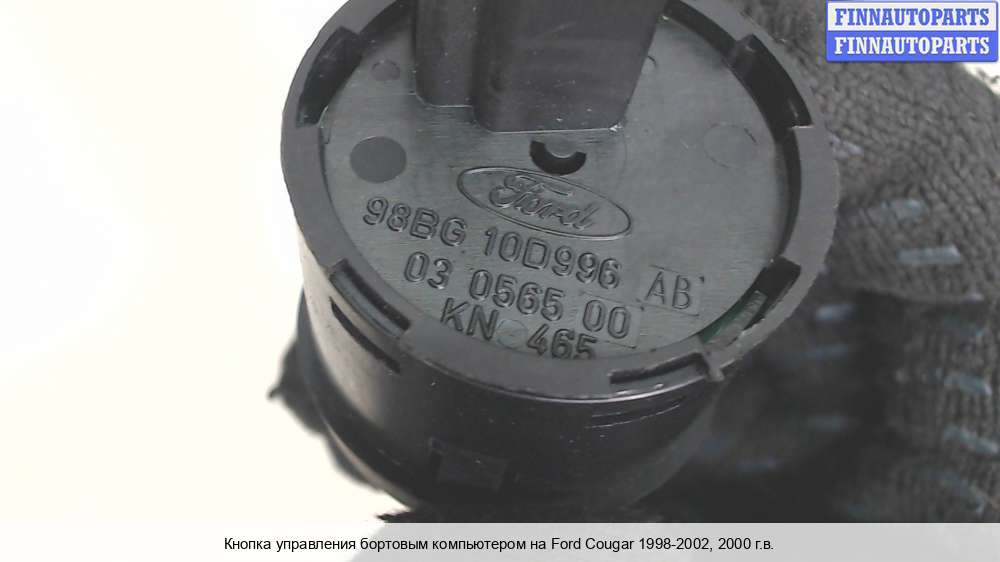 FINNAUTOPARTS
FINNAUTOPARTS
Ford
98BG 10D996 AB
03 0565 00
KN 465
Кнопка управления бортовым компьютером на Ford Cougar 1998-2002, 2000 г.в.